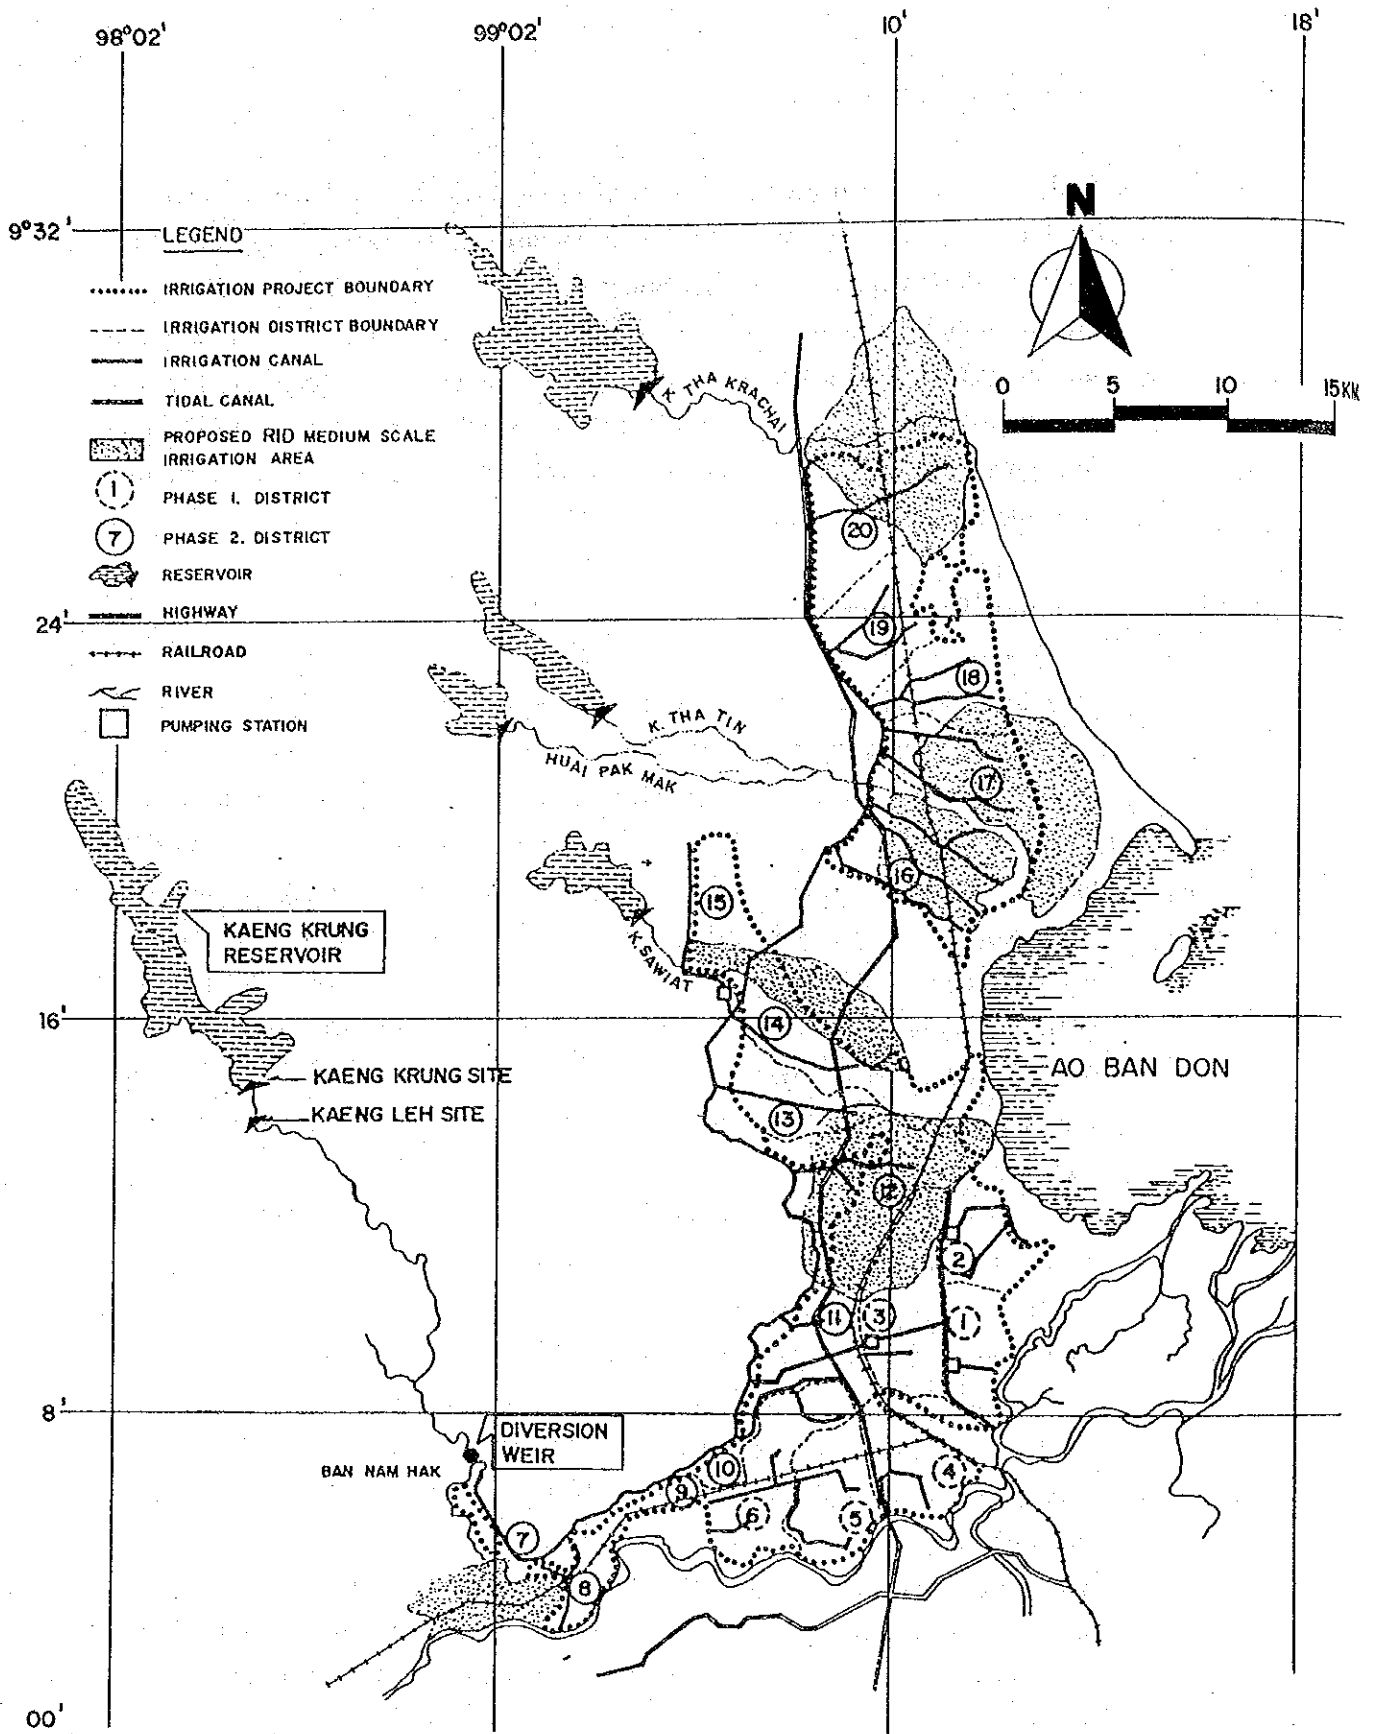 98°02'
99°02'
10'
18'
9°32'
LEGEND
IRRIGATION PROJECT BOUNDARY
IRRIGATION DISTRICT BOUNDARY
IRRIGATION CANAL
TIDAL CANAL
PROPOSED RID MEDIUM SCALE
IRRIGATION AREA
1
PHASE 1. DISTRICT
7
PHASE 2. DISTRICT
RESERVOIR
HIGHWAY
24'
RAILROAD
RIVER
PUMPING STATION
N
0 5 10 15KM
K THA KRACHAI
20
19
18
K. THA TIN
HUAI PAK MAK
17
16
15
KAENG KRUNG
RESERVOIR
K.SAWIAT
16'
14
KAENG KRUNG SITE
AO BAN DON
KAENG LEH SITE
13
12
2
11
3
1
8'
DIVERSION
WEIR
BAN NAM HAK
10
4
9
6
5
7
8
00'